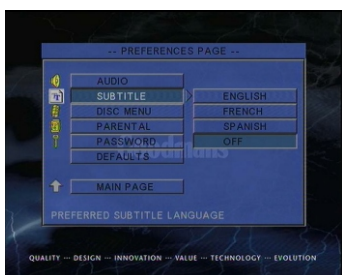 -- PREFERENCES PAGE --
AUDIO
SUBTITLE
ENGLISH
DISC MENU
FRENCH
PARENTAL
SPANISH
PASSWORD
OFF
DEFAULTS
MAIN PAGE
PREFERRED SUBTITLE LANGUAGE
QUALITY ··· DESIGN ··· INNOVATION ··· VALUE ··· TECHNOLOGY ··· EVOLUTION